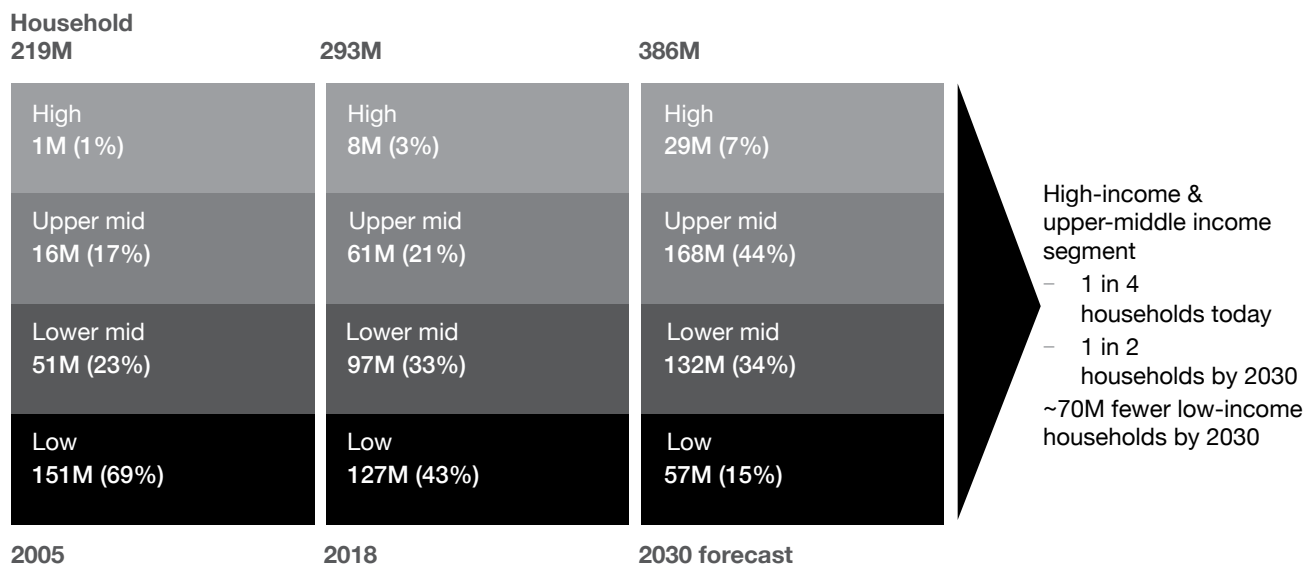 Household
219M
293M
386M
High
1M (1%)
High
8M (3%)
High
29M (7%)
Upper mid
16M (17%)
Upper mid
61M (21%)
Upper mid
168M (44%)
Lower mid
51M (23%)
Lower mid
97M (33%)
Lower mid
132M (34%)
Low
151M (69%)
Low
127M (43%)
Low
57M (15%)
2005
2018
2030 forecast
High-income &
upper-middle income
segment
– 1 in 4
households today
– 1 in 2
households by 2030
~70M fewer low-income
households by 2030